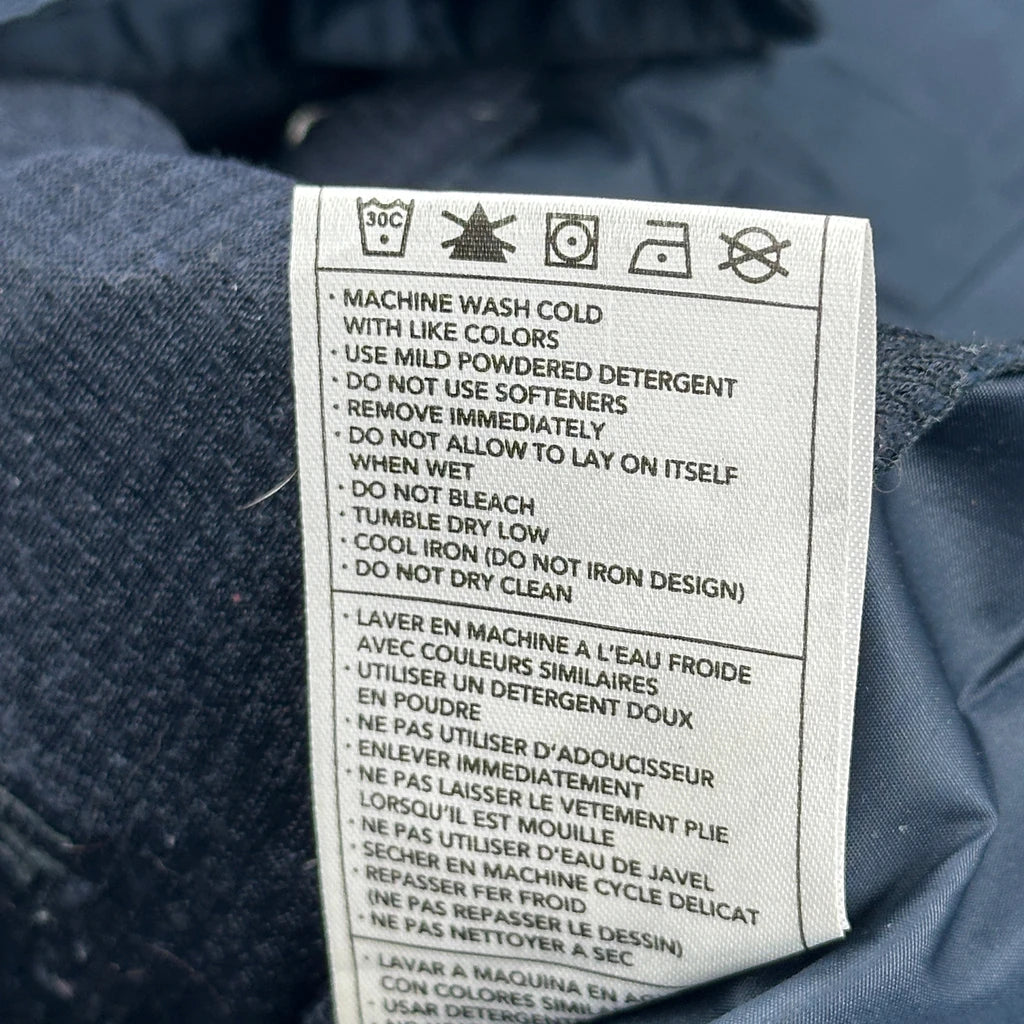 30C
· MACHINE WASH COLD
WITH LIKE COLORS
· USE MILD POWDERED DETERGENT
· DO NOT USE SOFTENERS
· REMOVE IMMEDIATELY
· DO NOT ALLOW TO LAY ON ITSELF
WHEN WET
· DO NOT BLEACH
· TUMBLE DRY LOW
· COOL IRON (DO NOT IRON DESIGN)
· DO NOT DRY CLEAN
· LAVER EN MACHINE A L'EAU FROIDE
AVEC COULEURS SIMILAIRES
· UTILISER UN DETERGENT DOUX
EN POUDRE
· NE PAS UTILISER D'ADOUCISSEUR
· ENLEVER IMMEDIATEMENT
· NE PAS LAISSER LE VETEMENT PLIE
LORSQU'IL EST MOUILLE
· NE PAS UTILISER D'EAU DE JAVEL
· SECHER EN MACHINE CYCLE DELICAT
· REPASSER FER FROID
(NE PAS REPASSER LE DESSIN)
· NE PAS NETTOYER A SEC
· LAVAR A MAQUINA EN
CON COLORES
· USAR